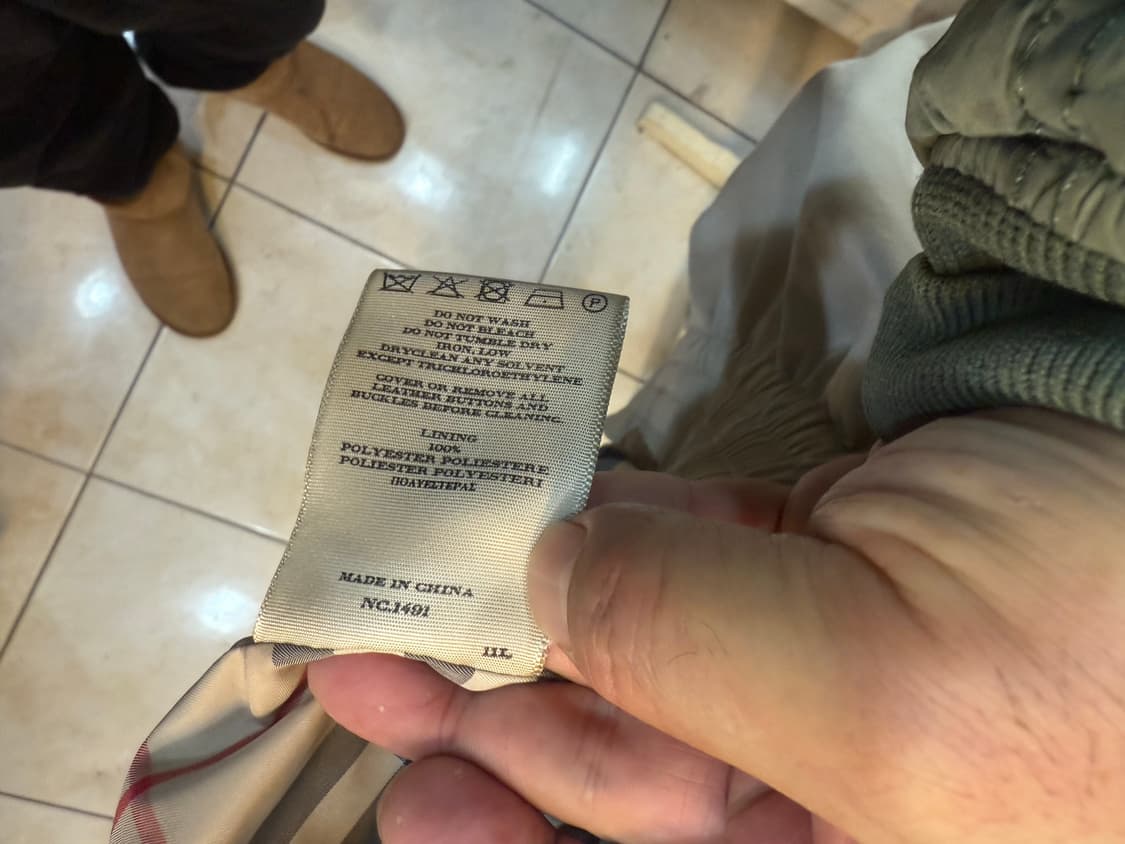 P
DO NOT WASH
DO NOT BLEACH
DO NOT TUMBLE DRY
IRON LOW
DRYCLEAN ANY SOLVENT
EXCEPT TRICKLOROETHYLENE
COVER OR REMOVE ALL
LEATHER BUTTONS AND
BUCKLES BEFORE CLEANING.
LINING
100%
POLYESTER POLIESTERE
POLIESTER POLYESTERI
ΠΟΛΥΕΣΤΕΡΑΣ
MADE IN CHINA
NC.1491